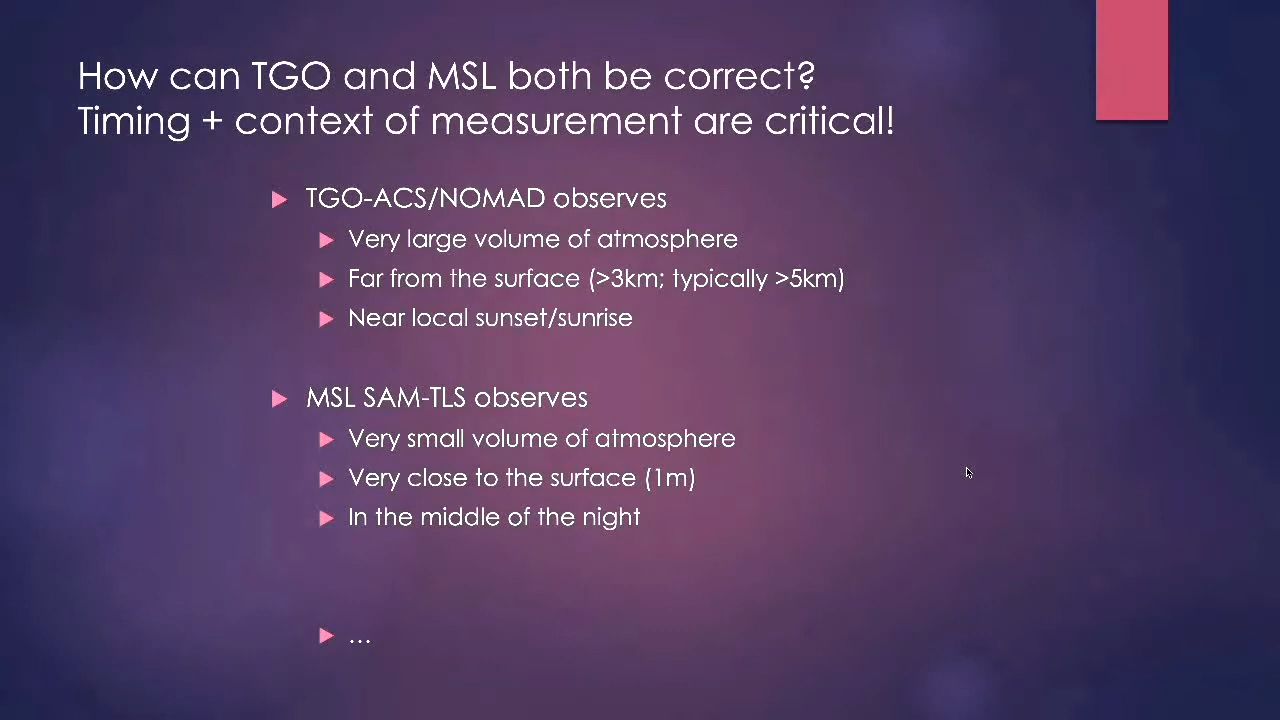 How can TGO and MSL both be correct?
Timing + context of measurement are critical!
TGO-ACS/NOMAD observes
Very large volume of atmosphere
Far from the surface (>3km; typically >5km)
Near local sunset/sunrise
MSL SAM-TLS observes
Very small volume of atmosphere
Very close to the surface (1m)
In the middle of the night
…